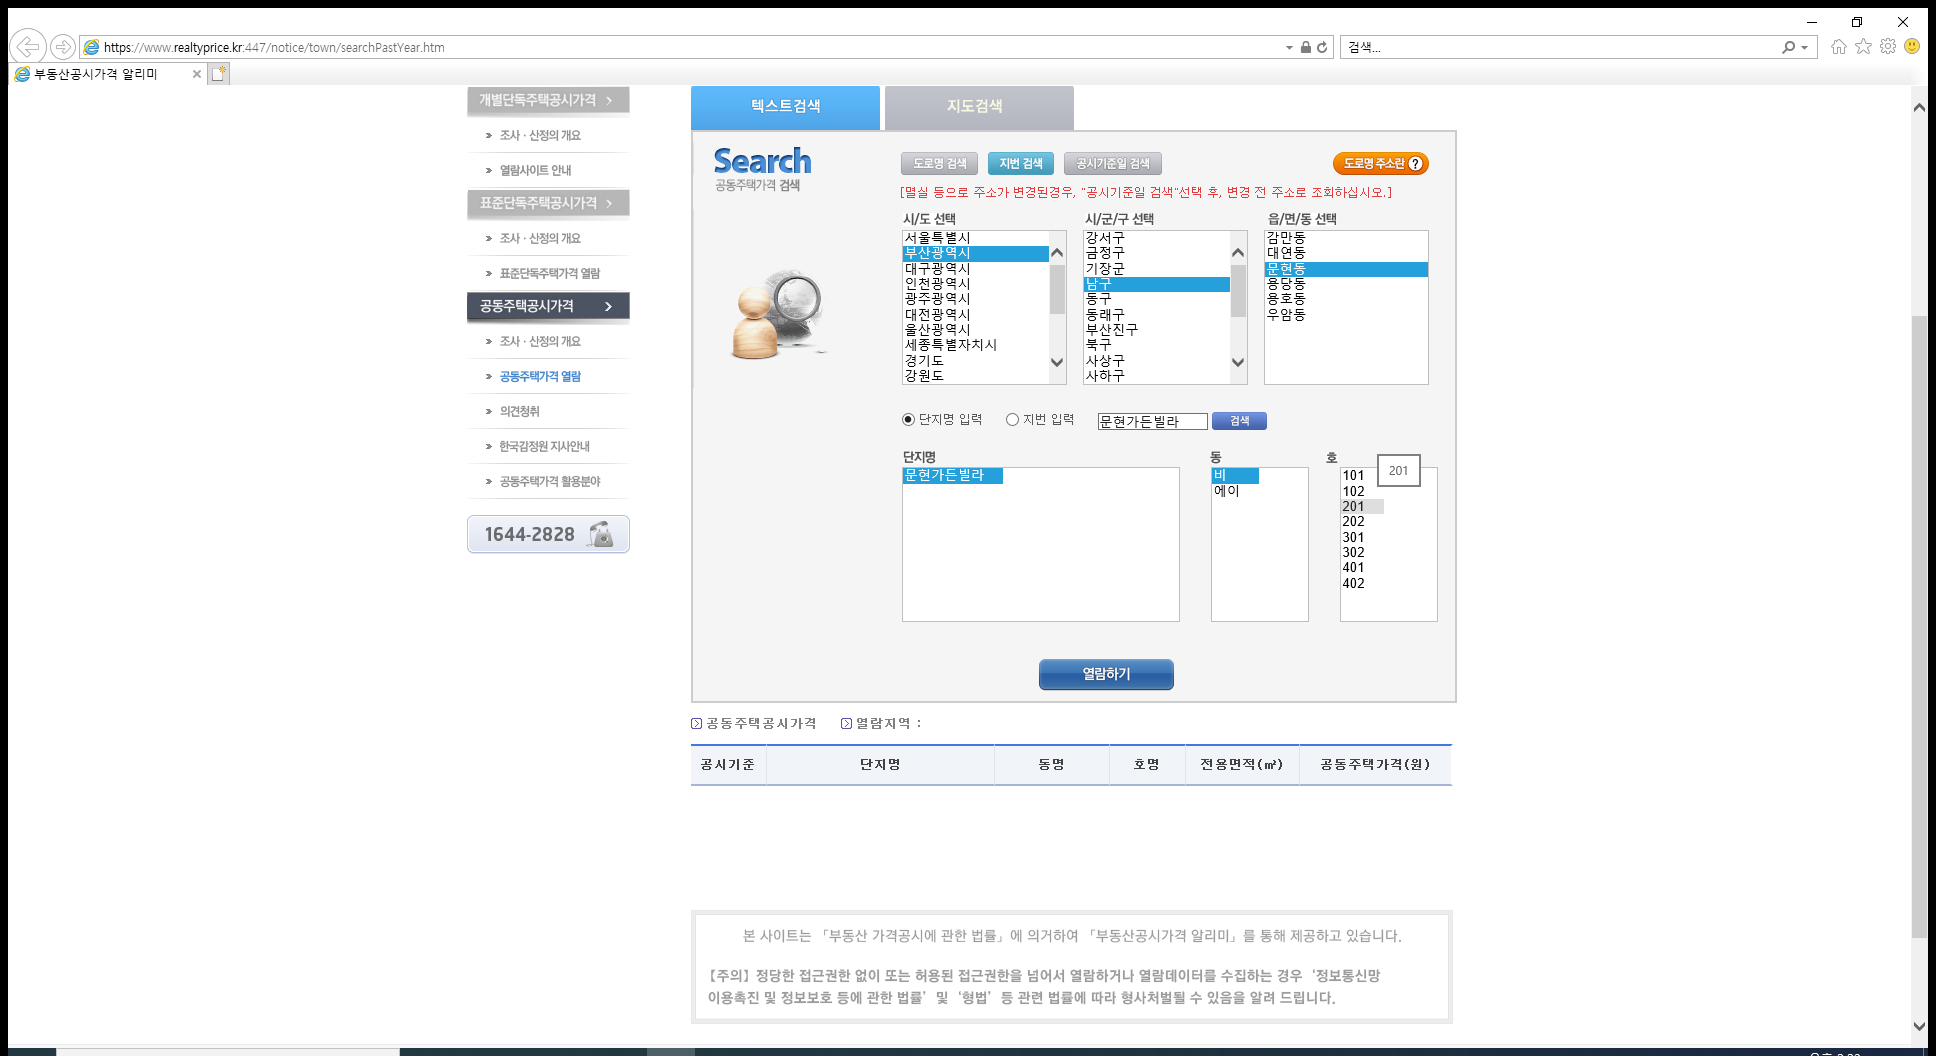 https://www.realtyprice.kr:447/notice/town/searchPastYear.htm
검색...
부동산공시가격 알리미
개별단독주택공시가격
조사 · 산정의 개요
열람사이트 안내
표준단독주택공시가격
조사 · 산정의 개요
표준단독주택가격 열람
공동주택공시가격
조사 · 산정의 개요
공동주택가격 열람
의견청취
한국감정원 지사안내
공동주택가격 활용분야
1644-2828
텍스트검색
지도검색
Search
공동주택가격 검색
도로명 검색
지번 검색
공시기준일 검색
도로명 주소란 ?
[멸실 등으로 주소가 변경된경우, "공시기준일 검색"선택 후, 변경 전 주소로 조회하십시오.]
시/도 선택
서울특별시
부산광역시
대구광역시
인천광역시
광주광역시
대전광역시
울산광역시
세종특별자치시
경기도
강원도
시/군/구 선택
강서구
금정구
기장군
남구
동구
동래구
부산진구
북구
사상구
사하구
읍/면/동 선택
감만동
대연동
문현동
용당동
용호동
우암동
단지명 입력
지번 입력
문현가든빌라
검색
단지명
문현가든빌라
동
비
에이
호
101
102
201
202
301
302
401
402
201
열람하기
공동주택공시가격
열람지역 :
공시기준
단지명
동명
호명
전용면적(㎡)
공동주택가격(원)
본 사이트는 「부동산 가격공시에 관한 법률」에 의거하여 「부동산공시가격 알리미」를 통해 제공하고 있습니다.
【주의】 정당한 접근권한 없이 또는 허용된 접근권한을 넘어서 열람하거나 열람데이터를 수집하는 경우 ‘정보통신망
이용촉진 및 정보보호 등에 관한 법률’ 및 ‘형법’ 등 관련 법률에 따라 형사처벌될 수 있음을 알려 드립니다.